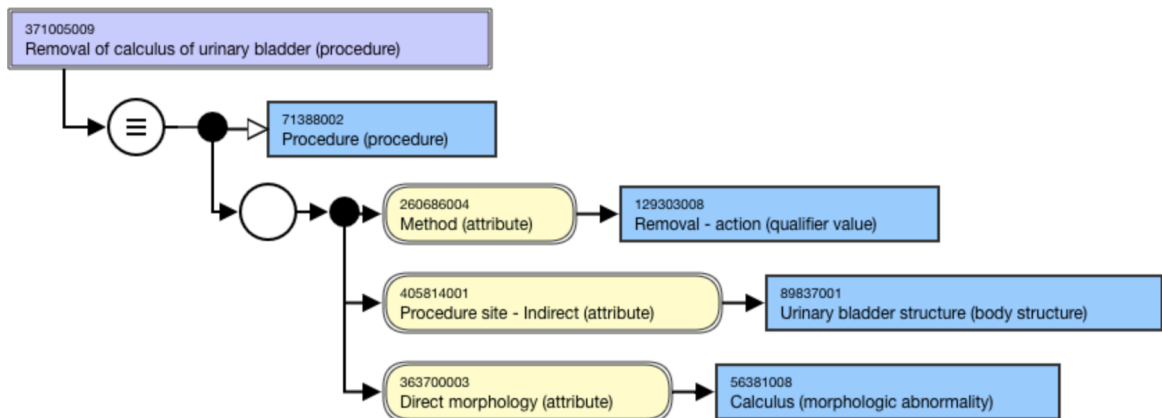 371005009
Removal of calculus of urinary bladder (procedure)
71388002
Procedure (procedure)
260686004
Method (attribute)
129303008
Removal - action (qualifier value)
405814001
Procedure site - Indirect (attribute)
89837001
Urinary bladder structure (body structure)
363700003
Direct morphology (attribute)
56381008
Calculus (morphologic abnormality)